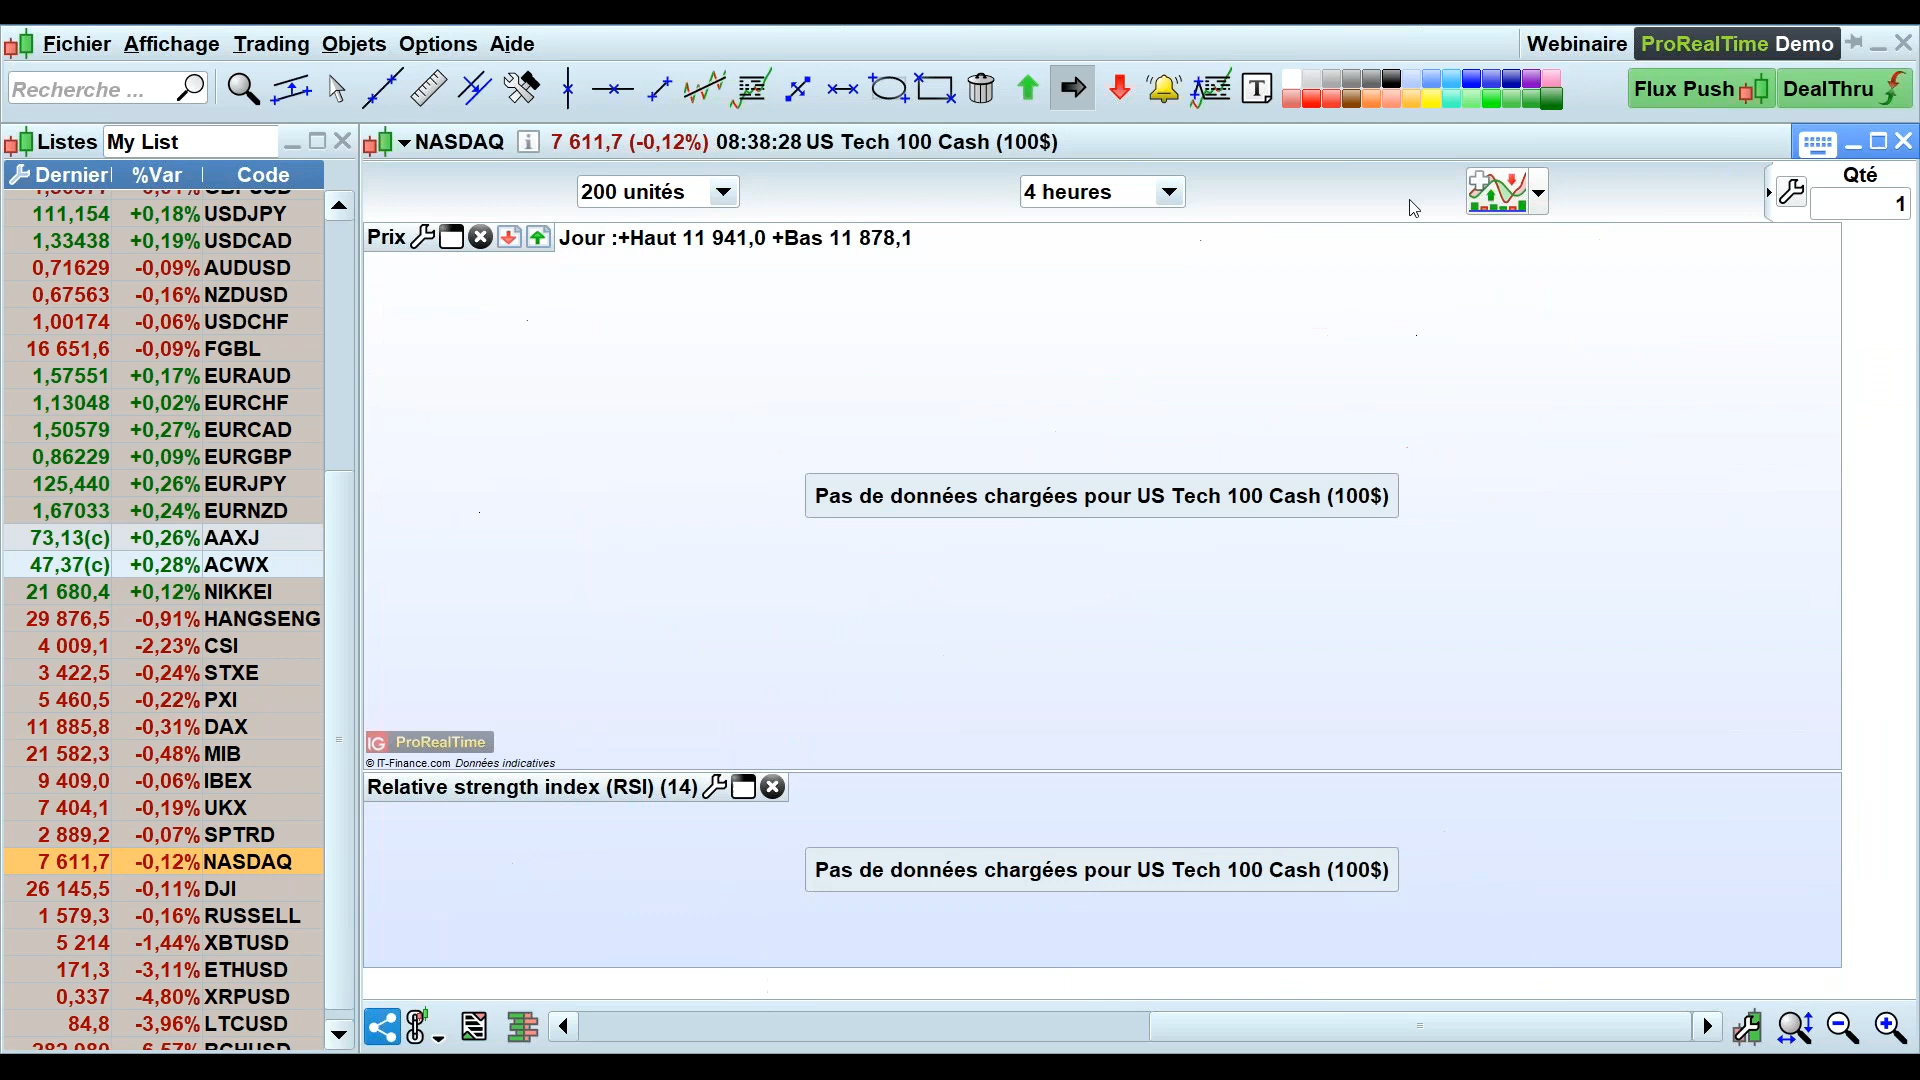 Fichier Affichage Trading Objets Options Aide
Webinaire ProRealTime Demo
Recherche ...
T
Flux Push DealThru
Listes My List
NASDAQ i 7 611,7 (-0,12%) 08:38:28 US Tech 100 Cash (100$)
Dernier %Var Code
200 unités
4 heures
Qté
1
111,154 +0,18% USDJPY
1,33438 +0,19% USDCAD
0,71629 -0,09% AUDUSD
0,67563 -0,16% NZDUSD
1,00174 -0,06% USDCHF
16 651,6 -0,09% FGBL
1,57551 +0,17% EURAUD
1,13048 +0,02% EURCHF
1,50579 +0,27% EURCAD
0,86229 +0,09% EURGBP
125,440 +0,26% EURJPY
1,67033 +0,24% EURNZD
73,13(c) +0,26% AAXJ
47,37(c) +0,28% ACWX
21 680,4 +0,12% NIKKEI
29 876,5 -0,91% HANGSENG
4 009,1 -2,23% CSI
3 422,5 -0,24% STXE
5 460,5 -0,22% PXI
11 885,8 -0,31% DAX
21 582,3 -0,48% MIB
9 409,0 -0,06% IBEX
7 404,1 -0,19% UKX
2 889,2 -0,07% SPTRD
7 611,7 -0,12% NASDAQ
26 145,5 -0,11% DJI
1 579,3 -0,16% RUSSELL
5 214 -1,44% XBTUSD
171,3 -3,11% ETHUSD
0,337 -4,80% XRPUSD
84,8 -3,96% LTCUSD
Prix Jour :+Haut 11 941,0 +Bas 11 878,1
Pas de données chargées pour US Tech 100 Cash (100$)
IG ProRealTime
© IT-Finance.com Données indicatives
Relative strength index (RSI) (14)
Pas de données chargées pour US Tech 100 Cash (100$)